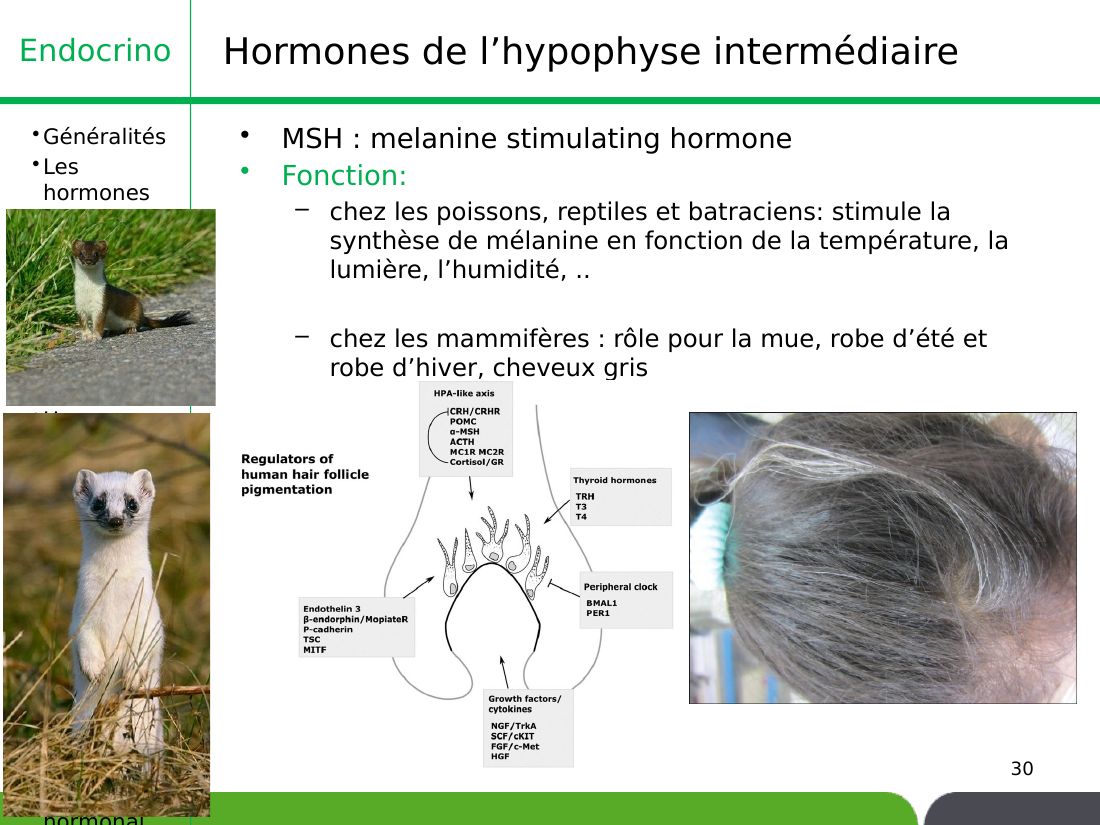 Endocrino
Hormones de l’hypophyse intermédiaire
•Généralités
•Les
hormones
hormonal
• MSH : melanine stimulating hormone
• Fonction:
– chez les poissons, reptiles et batraciens: stimule la
synthèse de mélanine en fonction de la température, la
lumière, l’humidité, ..
– chez les mammifères : rôle pour la mue, robe d’été et
robe d’hiver, cheveux gris
Regulators of
human hair follicle
pigmentation
HPA-like axis
CRH/CRHR
POMC
α-MSH
ACTH
MC1R MC2R
Cortisol/GR
Thyroid hormones
TRH
T3
T4
Peripheral clock
BMAL1
PER1
Endothelin 3
β-endorphin/MopiateR
P-cadherin
TSC
MITF
Growth factors/
cytokines
NGF/TrkA
SCF/cKIT
FGF/c-Met
HGF
30